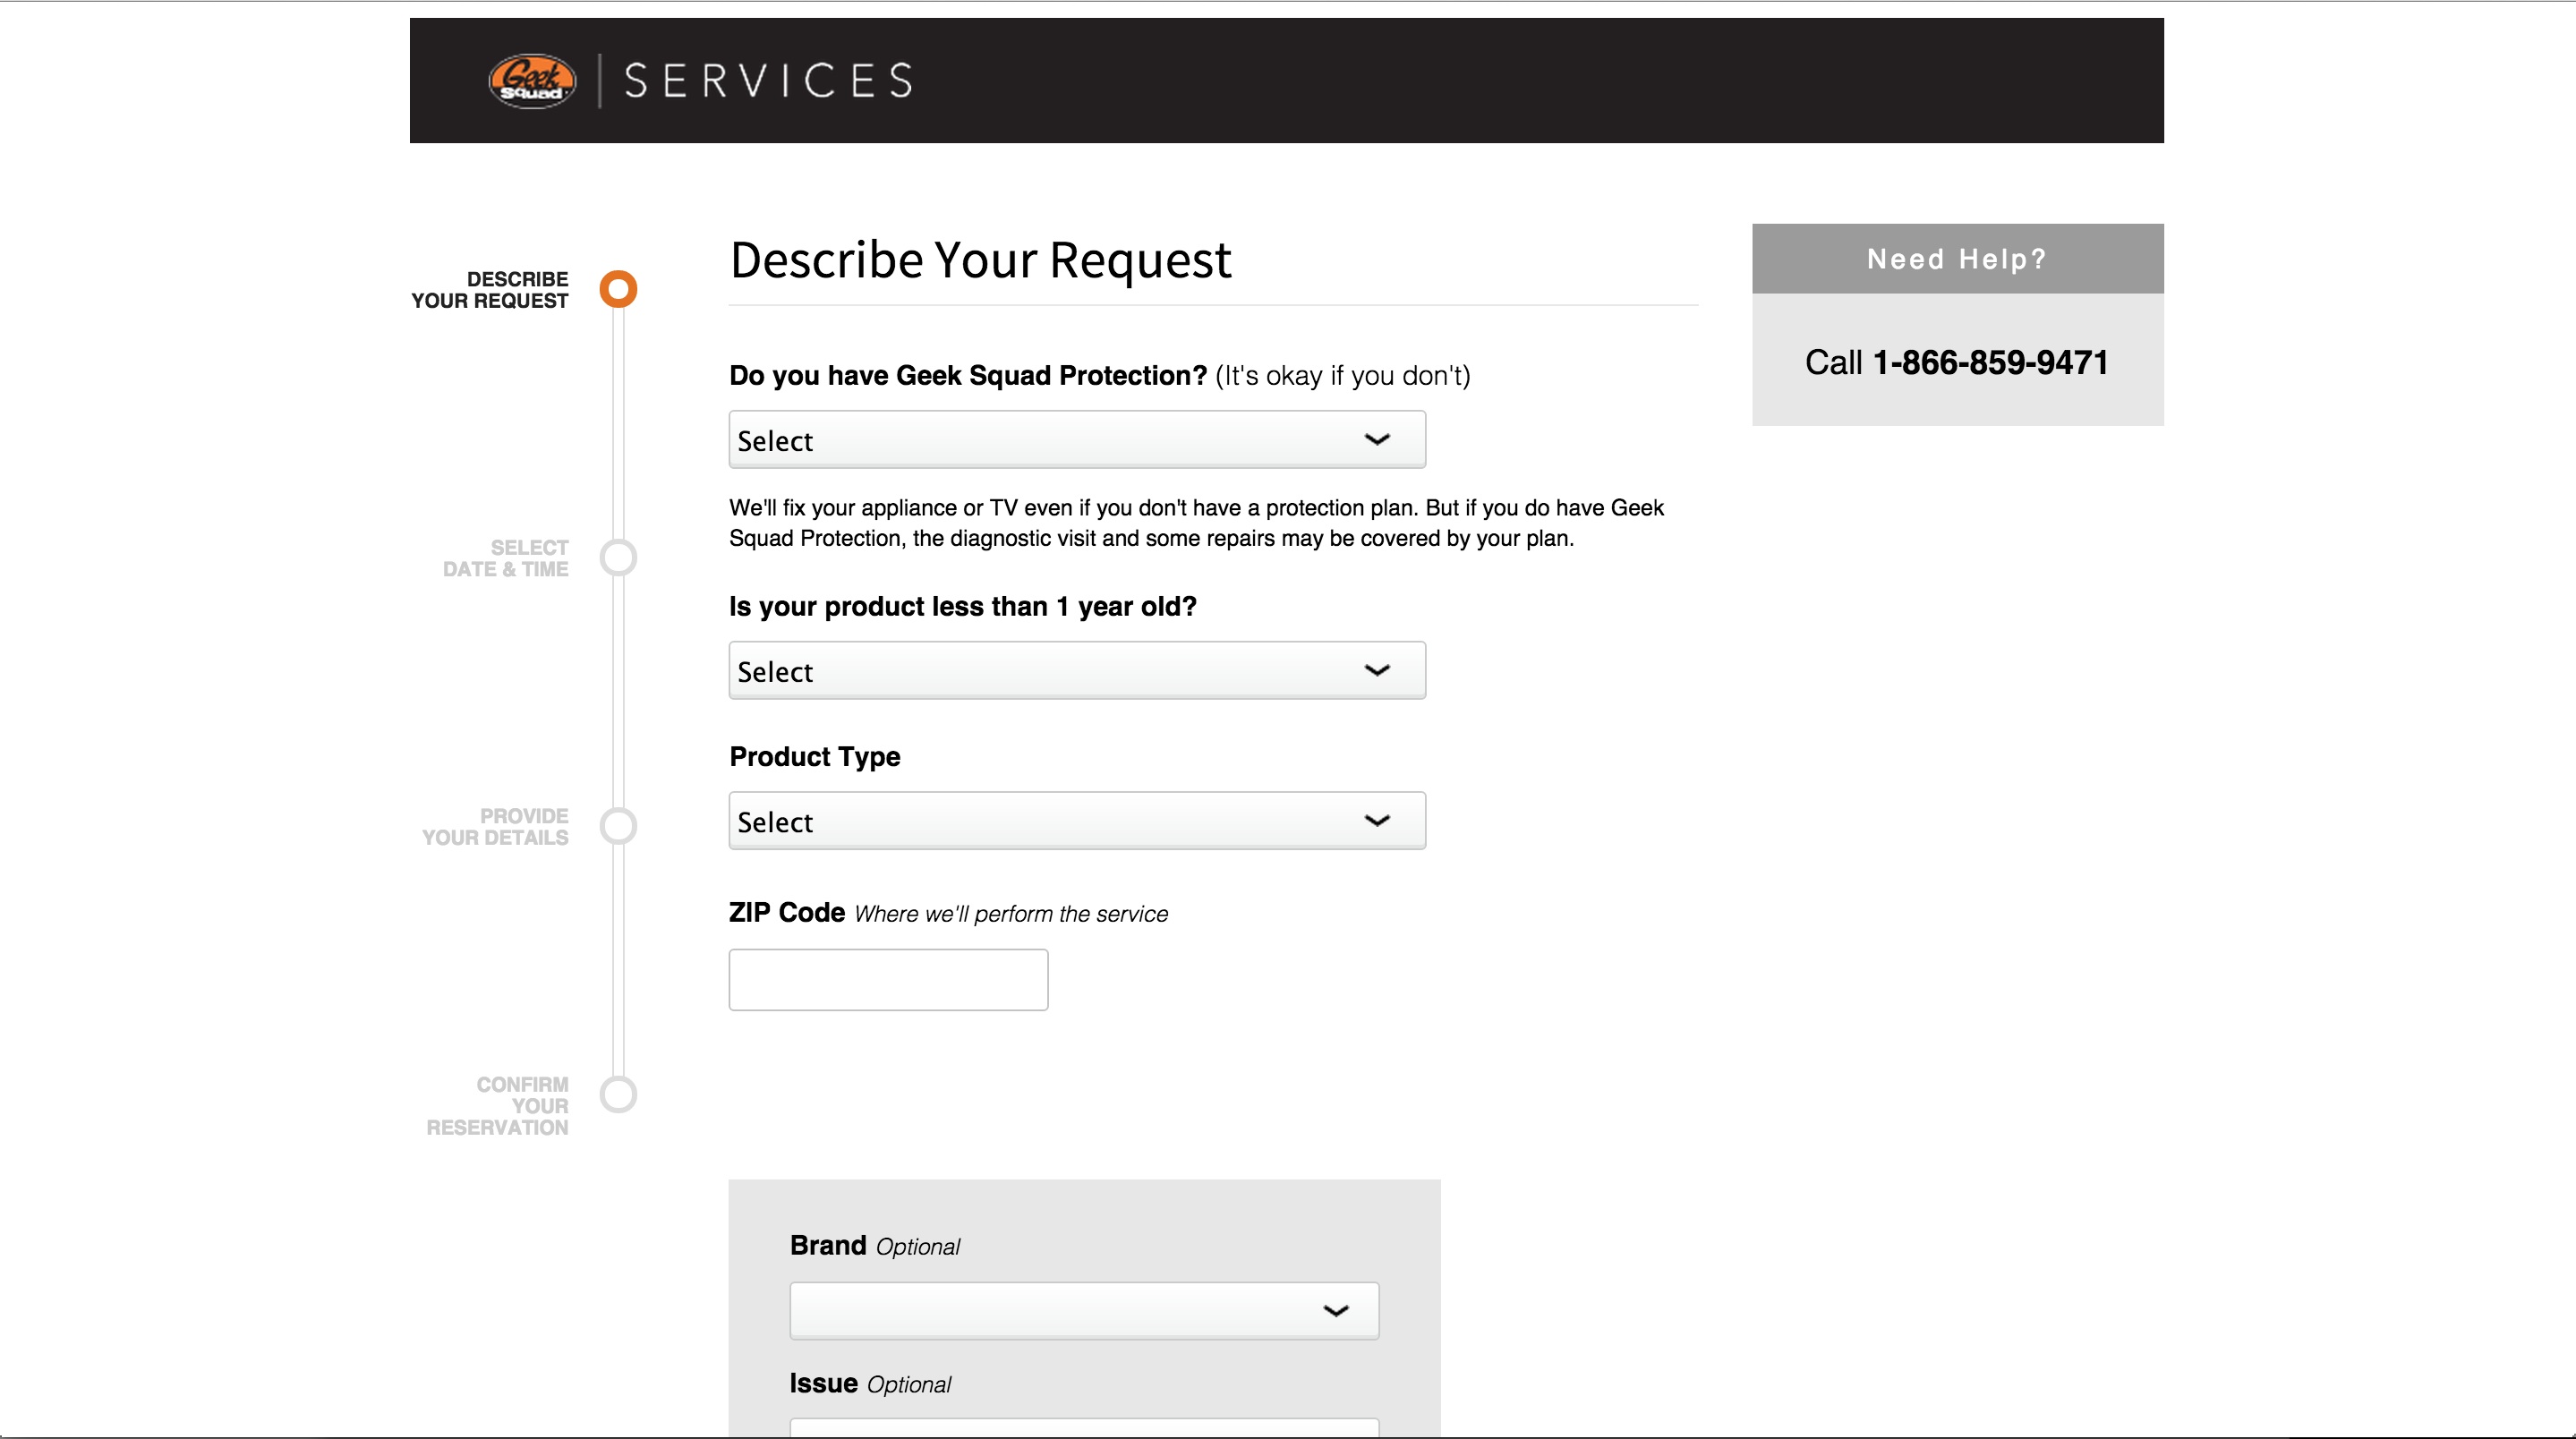 Geek Squad SERVICES
DESCRIBE
YOUR REQUEST
SELECT
DATE & TIME
PROVIDE
YOUR DETAILS
CONFIRM
YOUR
RESERVATION
Describe Your Request
Do you have Geek Squad Protection? (It's okay if you don't)
Select
We'll fix your appliance or TV even if you don't have a protection plan. But if you do have Geek
Squad Protection, the diagnostic visit and some repairs may be covered by your plan.
Is your product less than 1 year old?
Select
Product Type
Select
ZIP Code Where we'll perform the service
Brand Optional
Issue Optional
Need Help?
Call 1-866-859-9471